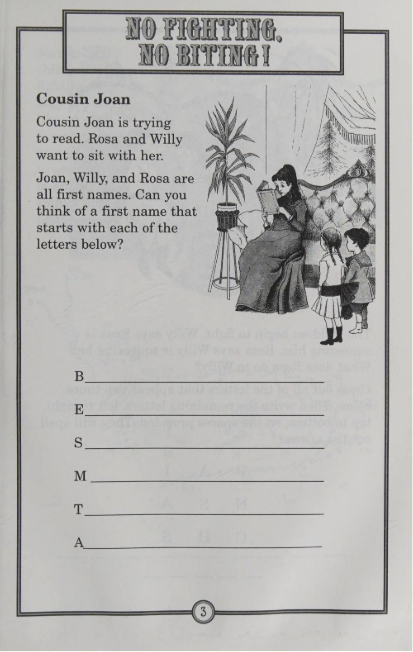 NO FIGHTING,
NO BITING!
Cousin Joan
Cousin Joan is trying
to read. Rosa and Willy
want to sit with her.
Joan, Willy, and Rosa are
all first names. Can you
think of a first name that
starts with each of the
letters below?
B
E
S
M
T
A
3